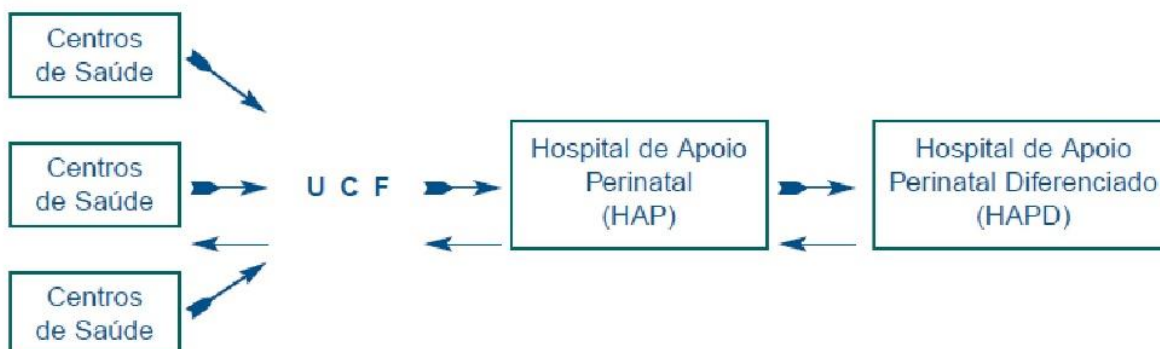 Centros
de Saúde
Centros
de Saúde
Centros
de Saúde
U C F
Hospital de Apoio
Perinatal
(HAP)
Hospital de Apoio
Perinatal Diferenciado
(HAPD)